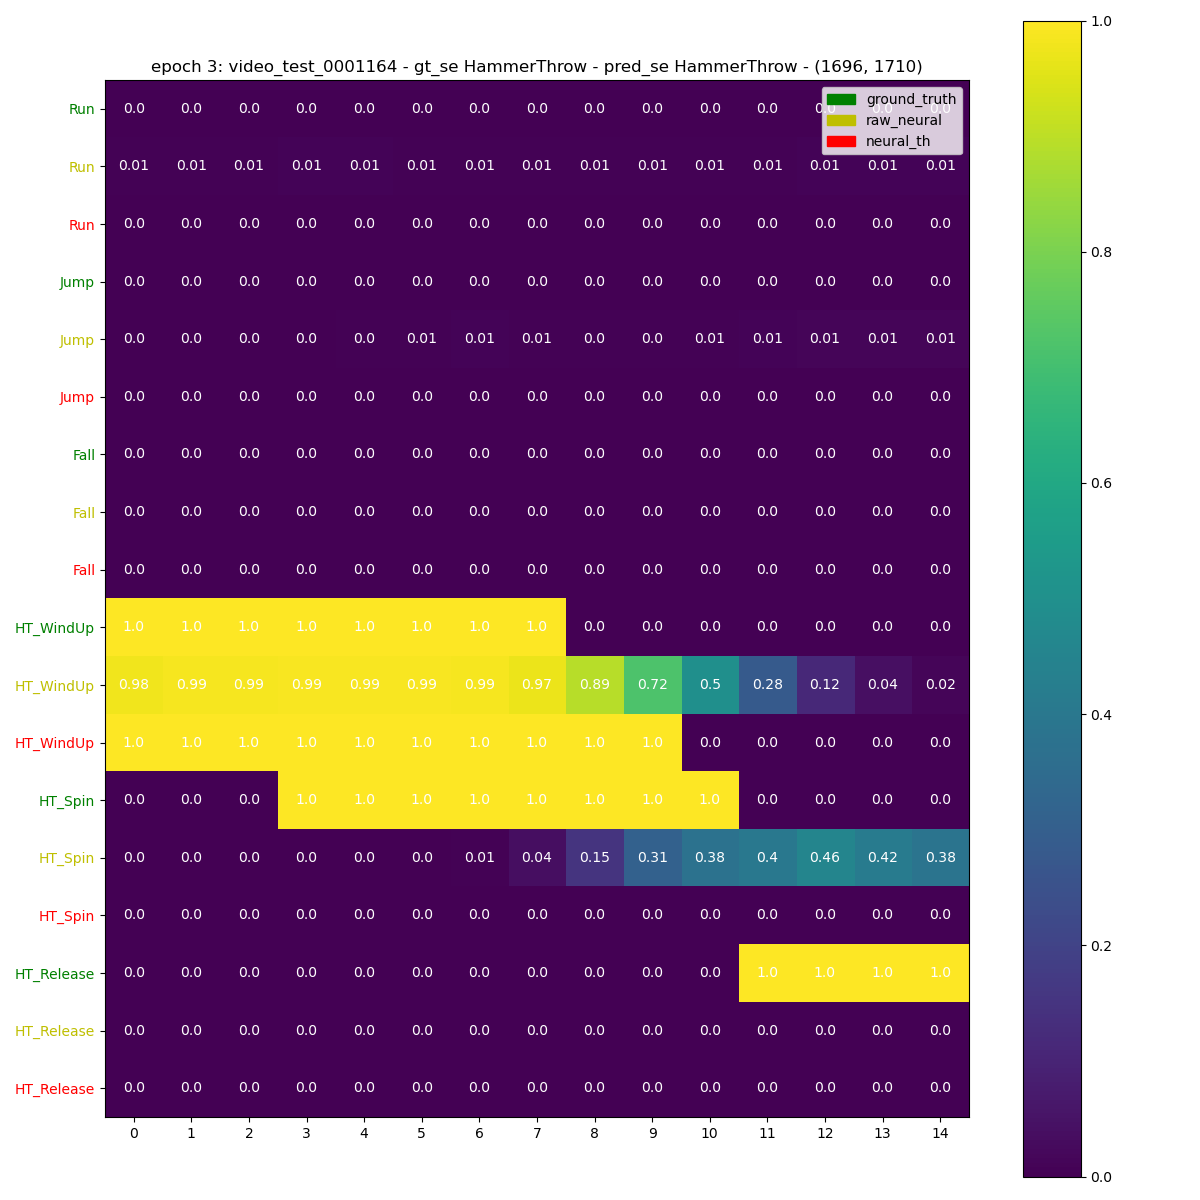 epoch 3: video_test_0001164 - gt_se HammerThrow - pred_se HammerThrow - (1696, 1710)
ground_truth
raw_neural
neural_th
Run 0.0 0.0 0.0 0.0 0.0 0.0 0.0 0.0 0.0 0.0 0.0 0.0 0.0 0.0 0.0
Run 0.01 0.01 0.01 0.01 0.01 0.01 0.01 0.01 0.01 0.01 0.01 0.01 0.01 0.01 0.01
Run 0.0 0.0 0.0 0.0 0.0 0.0 0.0 0.0 0.0 0.0 0.0 0.0 0.0 0.0 0.0
Jump 0.0 0.0 0.0 0.0 0.0 0.0 0.0 0.0 0.0 0.0 0.0 0.0 0.0 0.0 0.0
Jump 0.0 0.0 0.0 0.0 0.0 0.01 0.01 0.01 0.0 0.0 0.01 0.01 0.01 0.01 0.01
Jump 0.0 0.0 0.0 0.0 0.0 0.0 0.0 0.0 0.0 0.0 0.0 0.0 0.0 0.0 0.0
Fall 0.0 0.0 0.0 0.0 0.0 0.0 0.0 0.0 0.0 0.0 0.0 0.0 0.0 0.0 0.0
Fall 0.0 0.0 0.0 0.0 0.0 0.0 0.0 0.0 0.0 0.0 0.0 0.0 0.0 0.0 0.0
Fall 0.0 0.0 0.0 0.0 0.0 0.0 0.0 0.0 0.0 0.0 0.0 0.0 0.0 0.0 0.0
HT_WindUp 1.0 1.0 1.0 1.0 1.0 1.0 1.0 1.0 0.0 0.0 0.0 0.0 0.0 0.0 0.0
HT_WindUp 0.98 0.99 0.99 0.99 0.99 0.99 0.99 0.97 0.89 0.72 0.5 0.28 0.12 0.04 0.02
HT_WindUp 1.0 1.0 1.0 1.0 1.0 1.0 1.0 1.0 1.0 1.0 0.0 0.0 0.0 0.0 0.0
HT_Spin 0.0 0.0 0.0 1.0 1.0 1.0 1.0 1.0 1.0 1.0 1.0 0.0 0.0 0.0 0.0
HT_Spin 0.0 0.0 0.0 0.0 0.0 0.0 0.01 0.04 0.15 0.31 0.38 0.4 0.46 0.42 0.38
HT_Spin 0.0 0.0 0.0 0.0 0.0 0.0 0.0 0.0 0.0 0.0 0.0 0.0 0.0 0.0 0.0
HT_Release 0.0 0.0 0.0 0.0 0.0 0.0 0.0 0.0 0.0 0.0 0.0 1.0 1.0 1.0 1.0
HT_Release 0.0 0.0 0.0 0.0 0.0 0.0 0.0 0.0 0.0 0.0 0.0 0.0 0.0 0.0 0.0
HT_Release 0.0 0.0 0.0 0.0 0.0 0.0 0.0 0.0 0.0 0.0 0.0 0.0 0.0 0.0 0.0
0 1 2 3 4 5 6 7 8 9 10 11 12 13 14
1.0
0.8
0.6
0.4
0.2
0.0